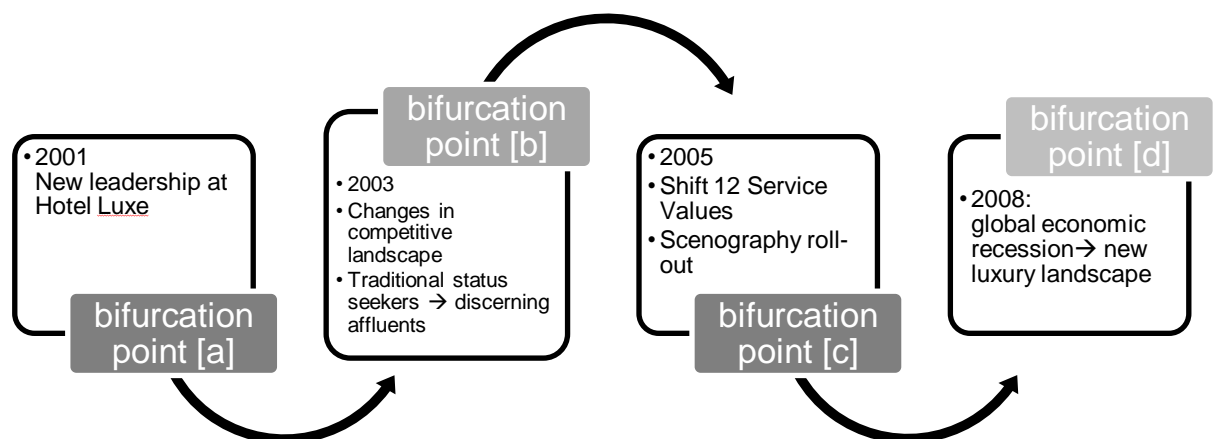 • 2001
New leadership at
Hotel Luxe
bifurcation
point [a]
bifurcation
point [b]
• 2003
• Changes in
competitive
landscape
• Traditional status
seekers → discerning
affluents
• 2005
• Shift 12 Service
Values
• Scenography roll-
out
bifurcation
point [c]
bifurcation
point [d]
• 2008:
global economic
recession→ new
luxury landscape